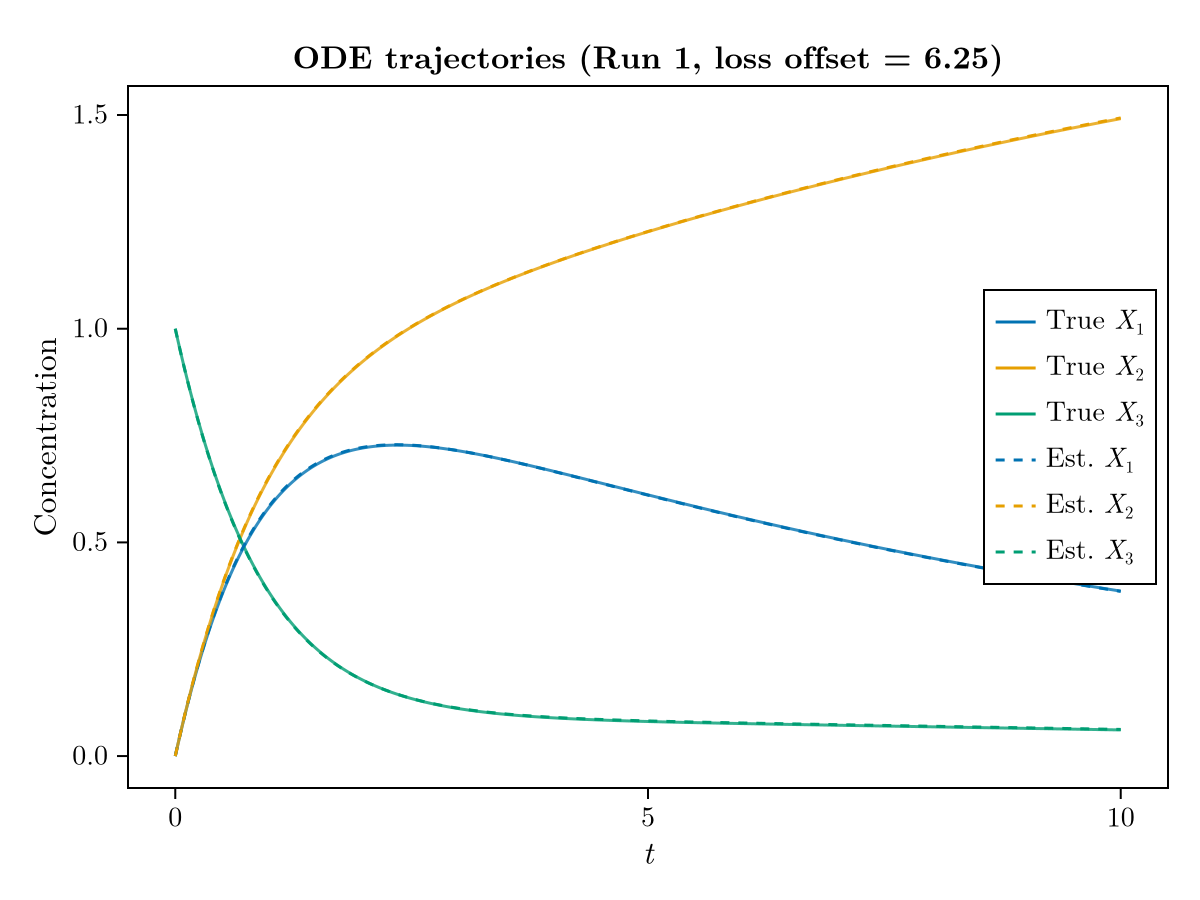 ODE trajectories (Run 1, loss offset = 6.25)
Concentration
1.5
1.0
0.5
0.0
0
5
10
t
True X₁
True X₂
True X₃
Est. X₁
Est. X₂
Est. X₃